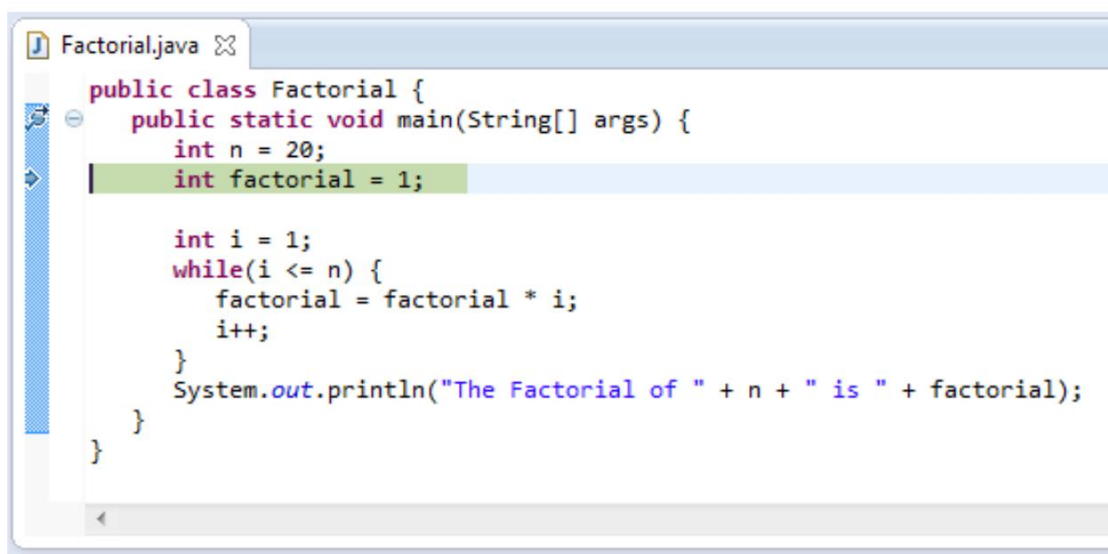 Factorial.java
public class Factorial {
public static void main(String[] args) {
int n = 20;
int factorial = 1;
int i = 1;
while(i <= n) {
factorial = factorial * i;
i++;
}
System.out.println("The Factorial of " + n + " is " + factorial);
}
}